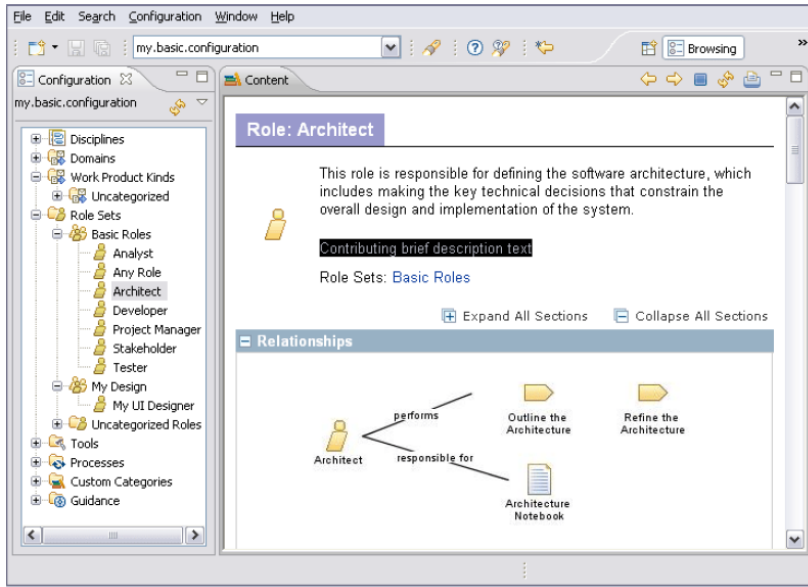 File Edit Search Configuration Window Help
my.basic.configuration
Browsing
»
Configuration
my.basic.configuration
Disciplines
Domains
Work Product Kinds
Uncategorized
Role Sets
Basic Roles
Analyst
Any Role
Architect
Developer
Project Manager
Stakeholder
Tester
My Design
My UI Designer
Uncategorized Roles
Tools
Processes
Custom Categories
Guidance
Content
Role: Architect
This role is responsible for defining the software architecture, which
includes making the key technical decisions that constrain the
overall design and implementation of the system.
Contributing brief description text
Role Sets: Basic Roles
Expand All Sections Collapse All Sections
Relationships
performs
responsible for
Architect
Outline the
Architecture
Refine the
Architecture
Architecture
Notebook